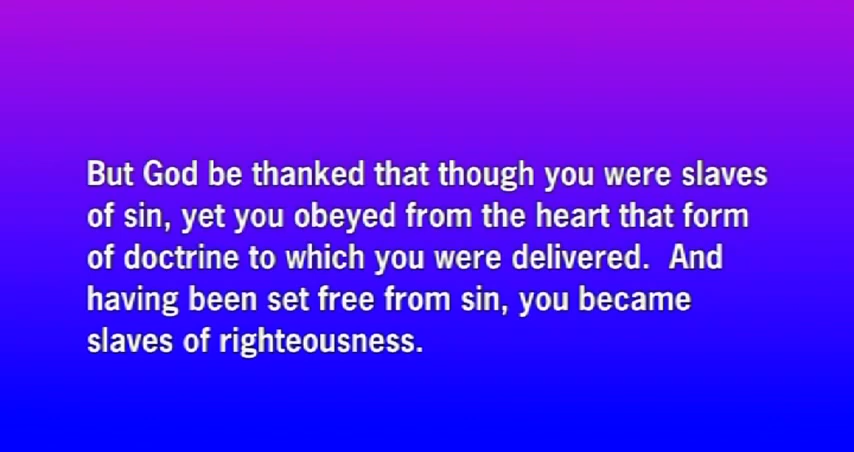 But God be thanked that though you were slaves
of sin, yet you obeyed from the heart that form
of doctrine to which you were delivered.  And
having been set free from sin, you became
slaves of righteousness.